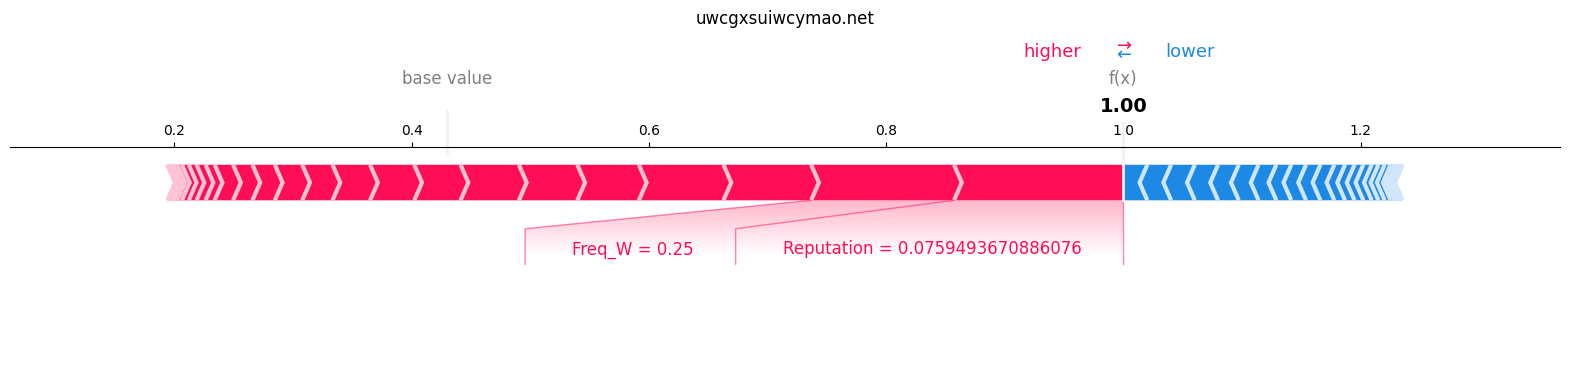 uwcgxsuiwcymao.net
higher → lower
←
base value f(x)
1.00
0.2 0.4 0.6 0.8 1 0 1.2
Freq_W = 0.25 Reputation = 0.0759493670886076